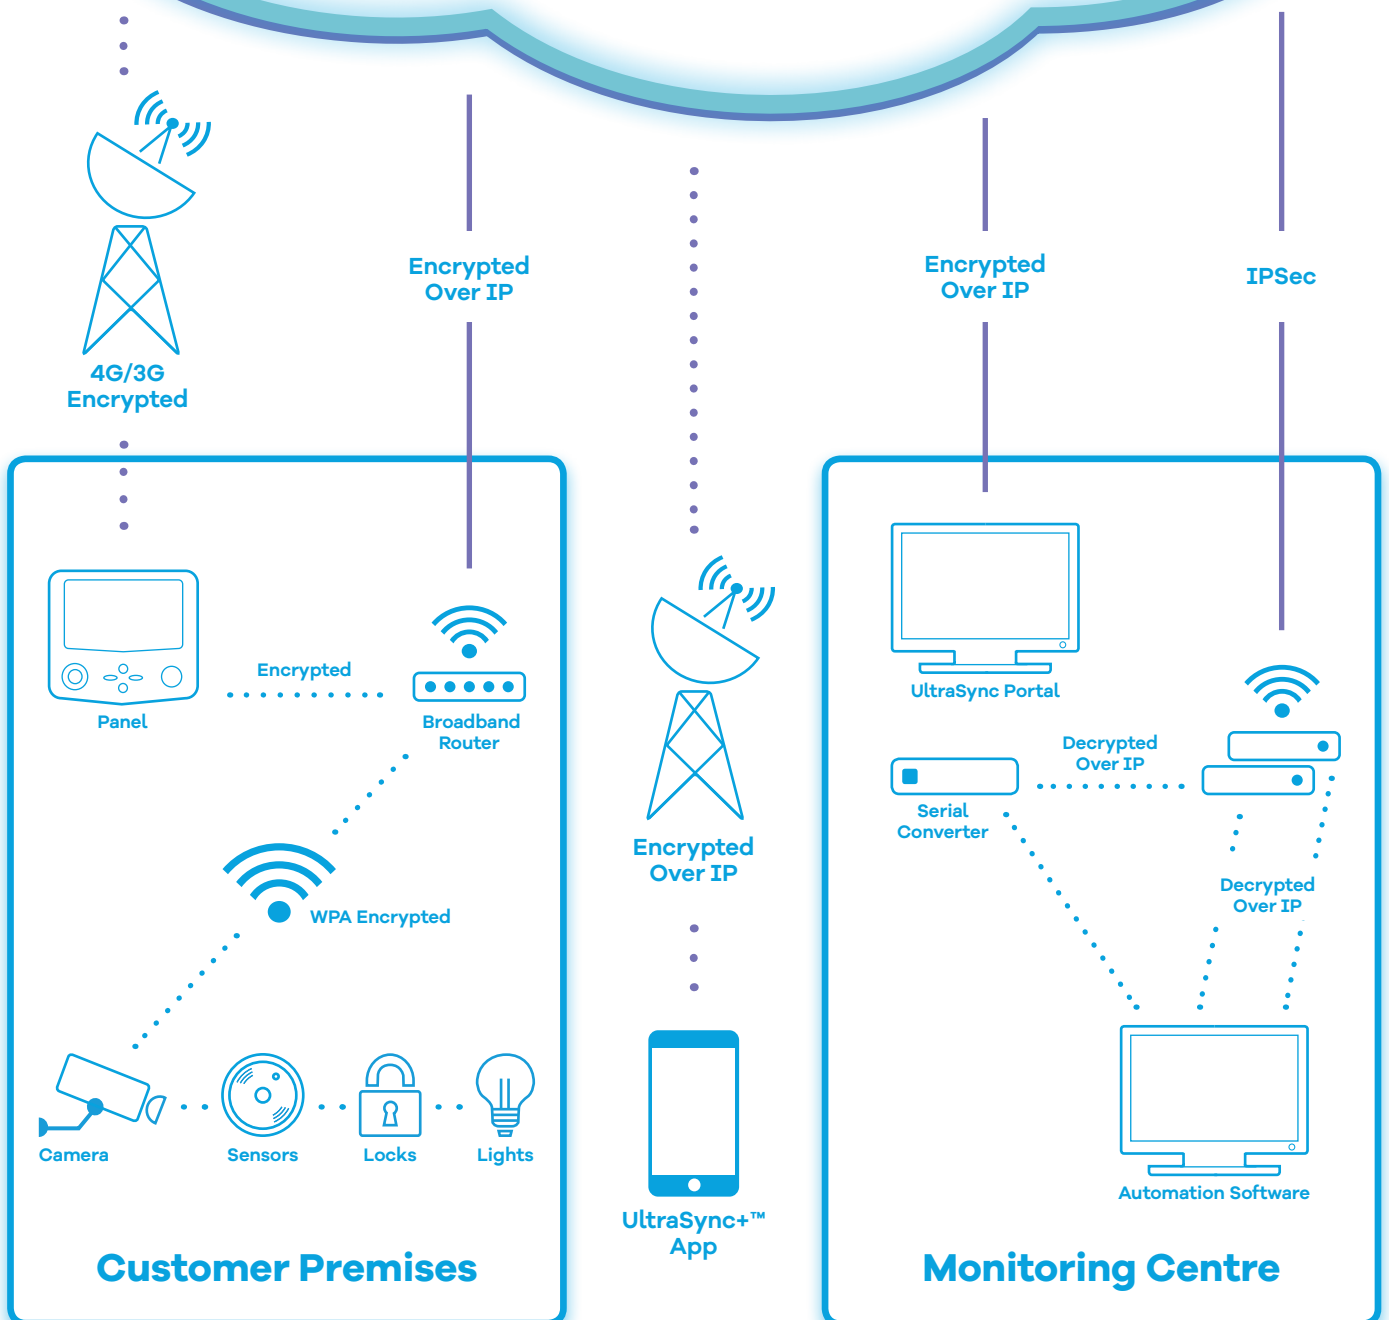 Encrypted
Over IP
Encrypted
Over IP
IPSec
4G/3G
Encrypted
Encrypted
Panel
Broadband
Router
WPA Encrypted
Camera
Sensors
Locks
Lights
Customer Premises
Encrypted
Over IP
UltraSync+™
App
UltraSync Portal
Decrypted
Over IP
Serial
Converter
Decrypted
Over IP
Automation Software
Monitoring Centre